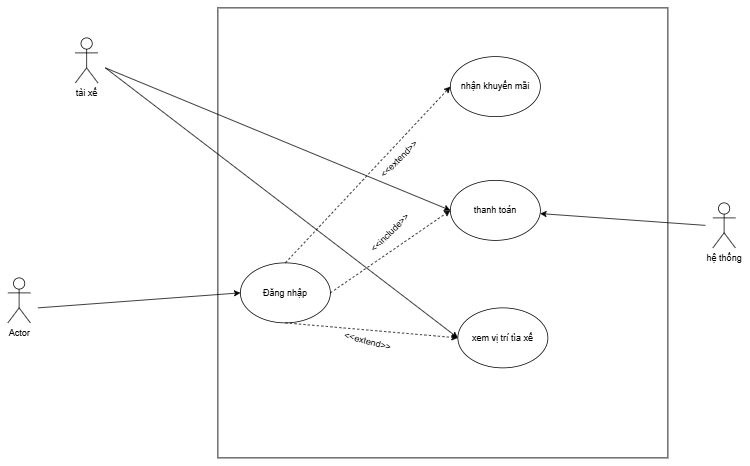 tài xế
nhận khuyến mãi
<<extend>>
thanh toán
<<include>>
hệ thống
Đăng nhập
Actor
xem vị trí tia xế
<<extend>>